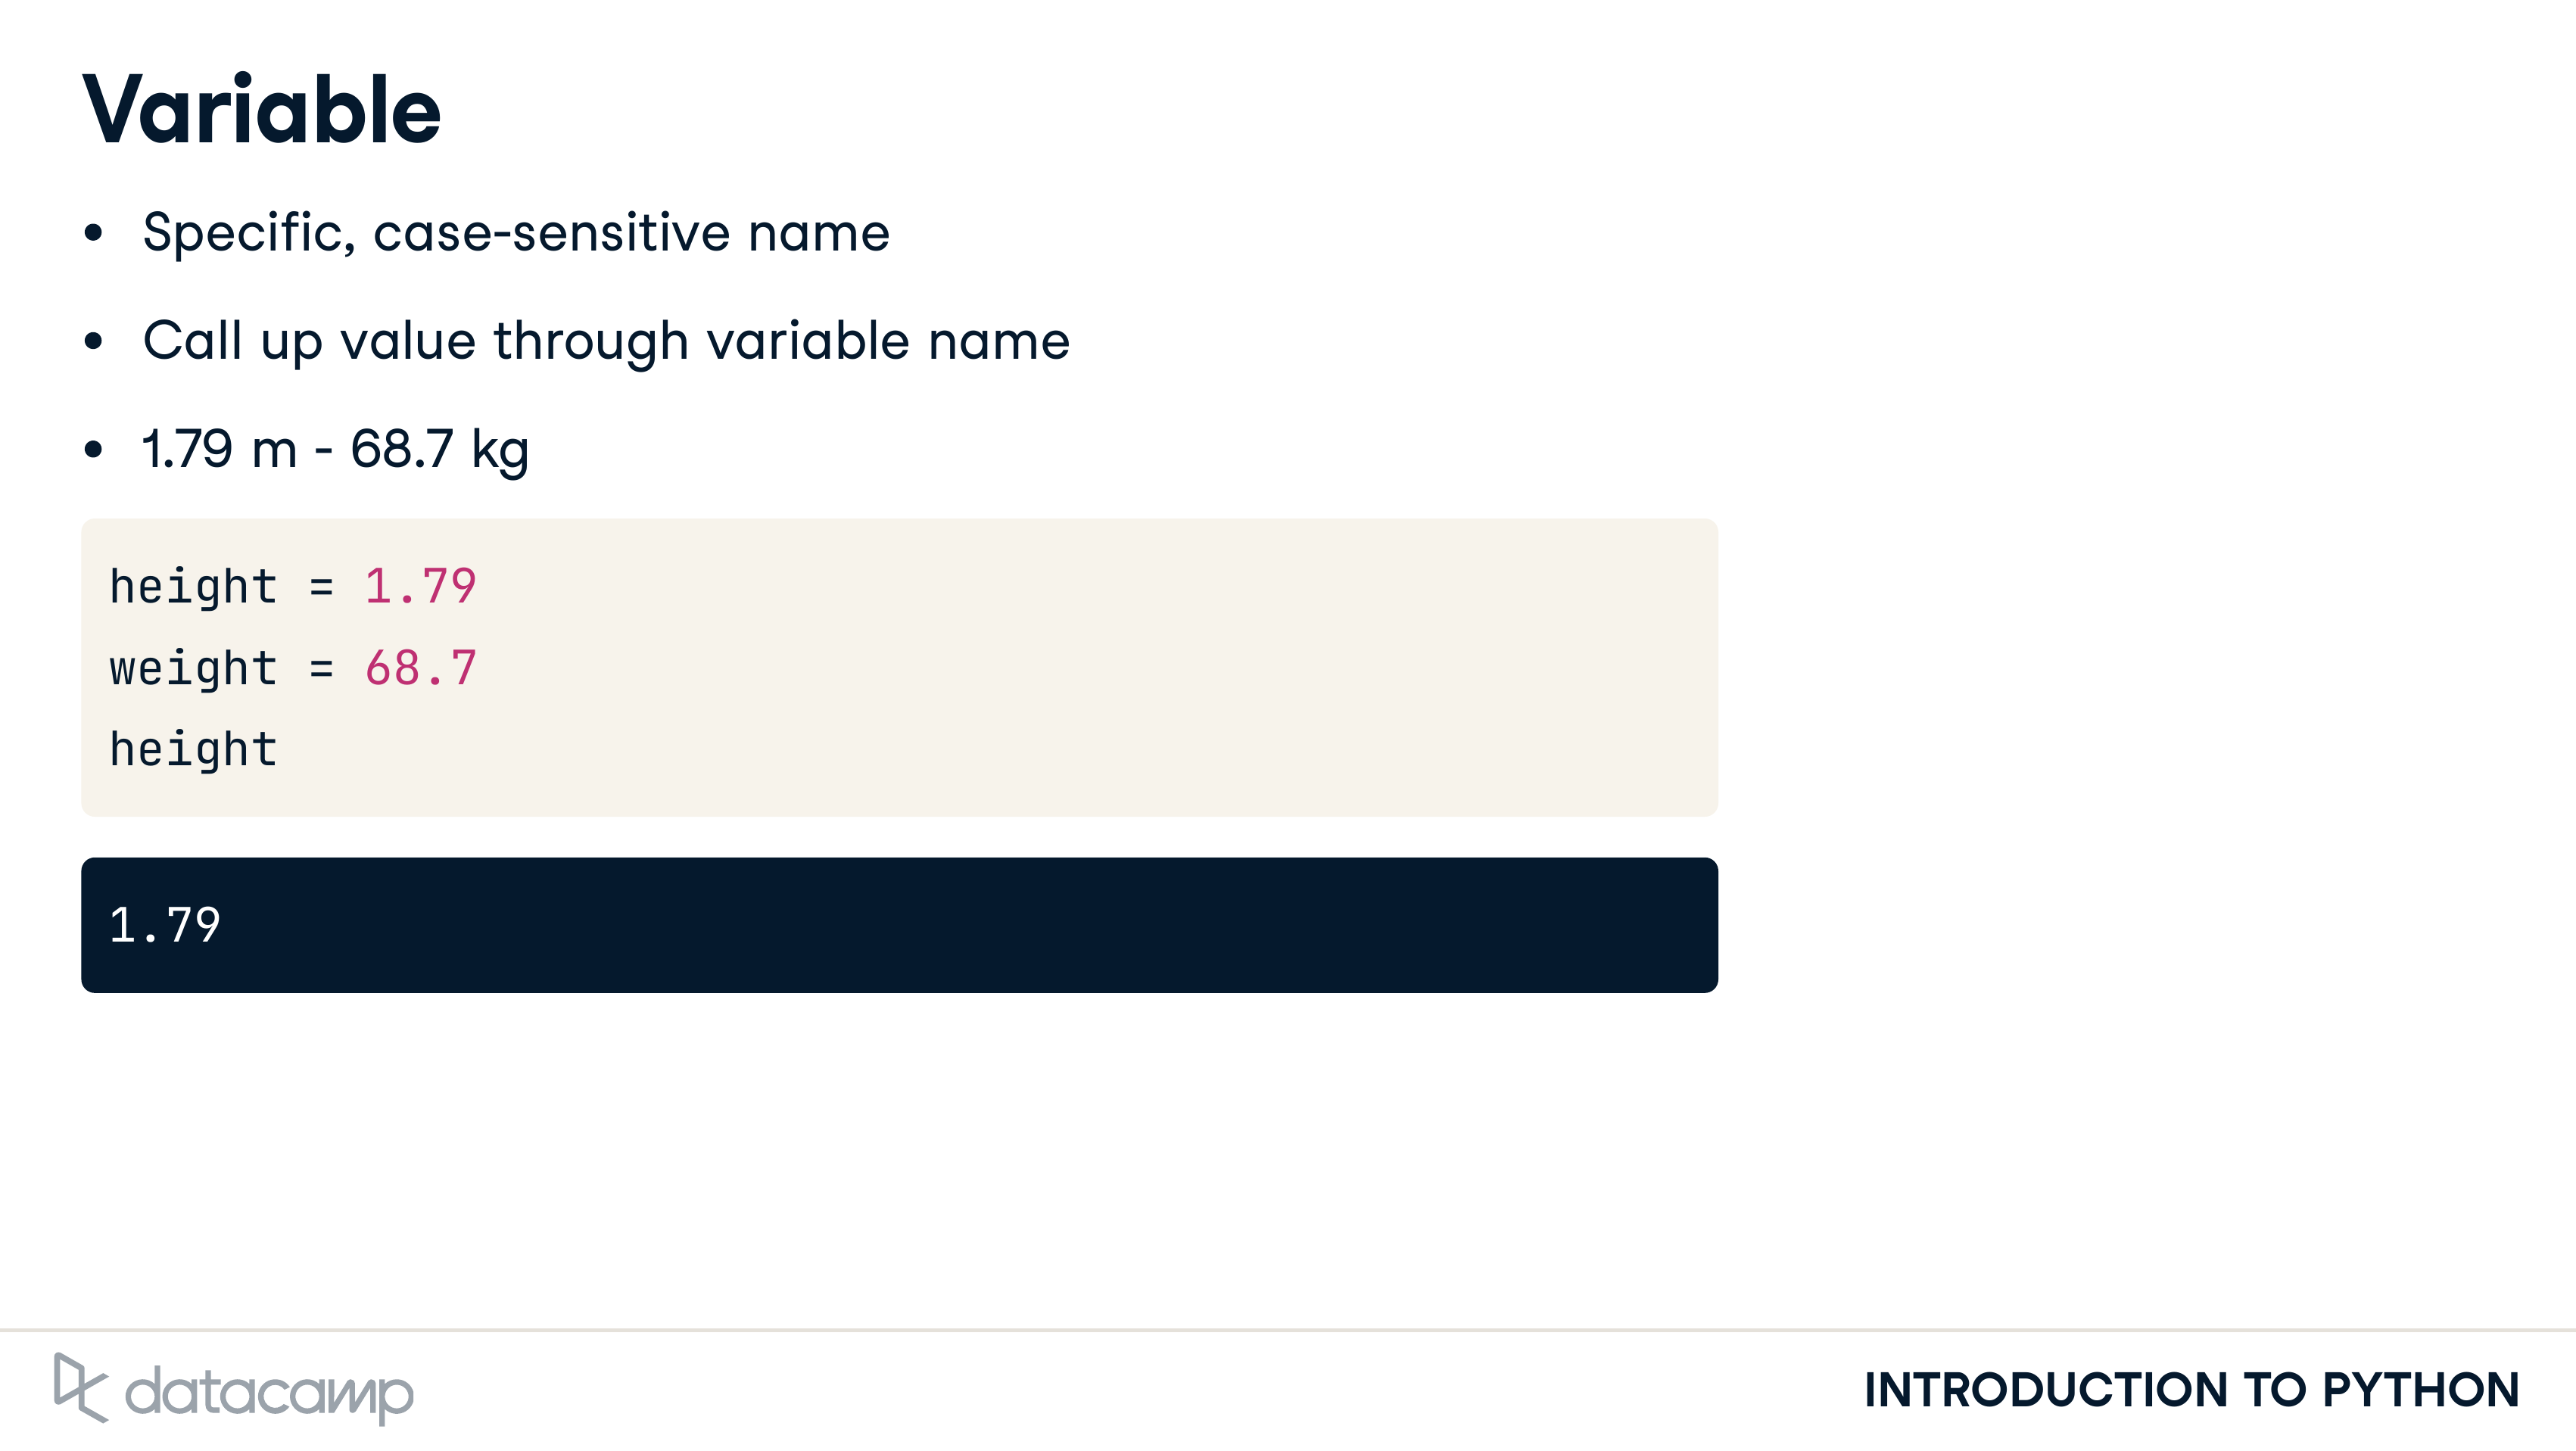 Variable
• Specific, case-sensitive name
• Call up value through variable name
• 1.79 m - 68.7 kg
height = 1.79
weight = 68.7
height
1.79
datacamp
INTRODUCTION TO PYTHON